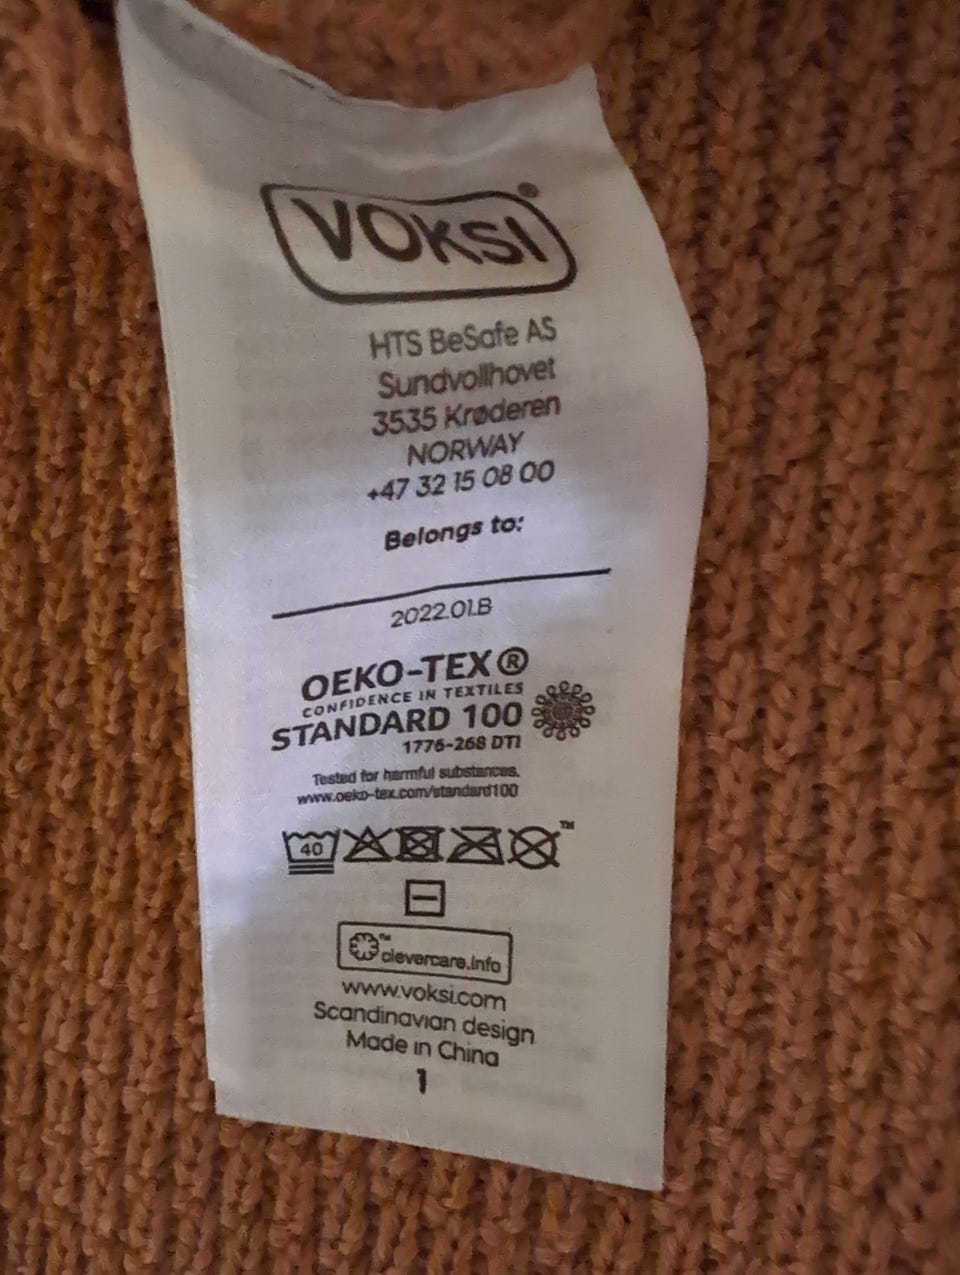 VOKSI®
HTS BeSafe AS
Sundvollhovet
3535 Krøderen
NORWAY
+47 32 15 08 00
Belongs to:
2022.01.B
OEKO-TEX®
CONFIDENCE IN TEXTILES
STANDARD 100
1776-268 DTI
Tested for harmful substances.
www.oeko-tex.com/standard100
40 ™
™ clevercare.info
www.voksi.com
Scandinavian design
Made in China
1